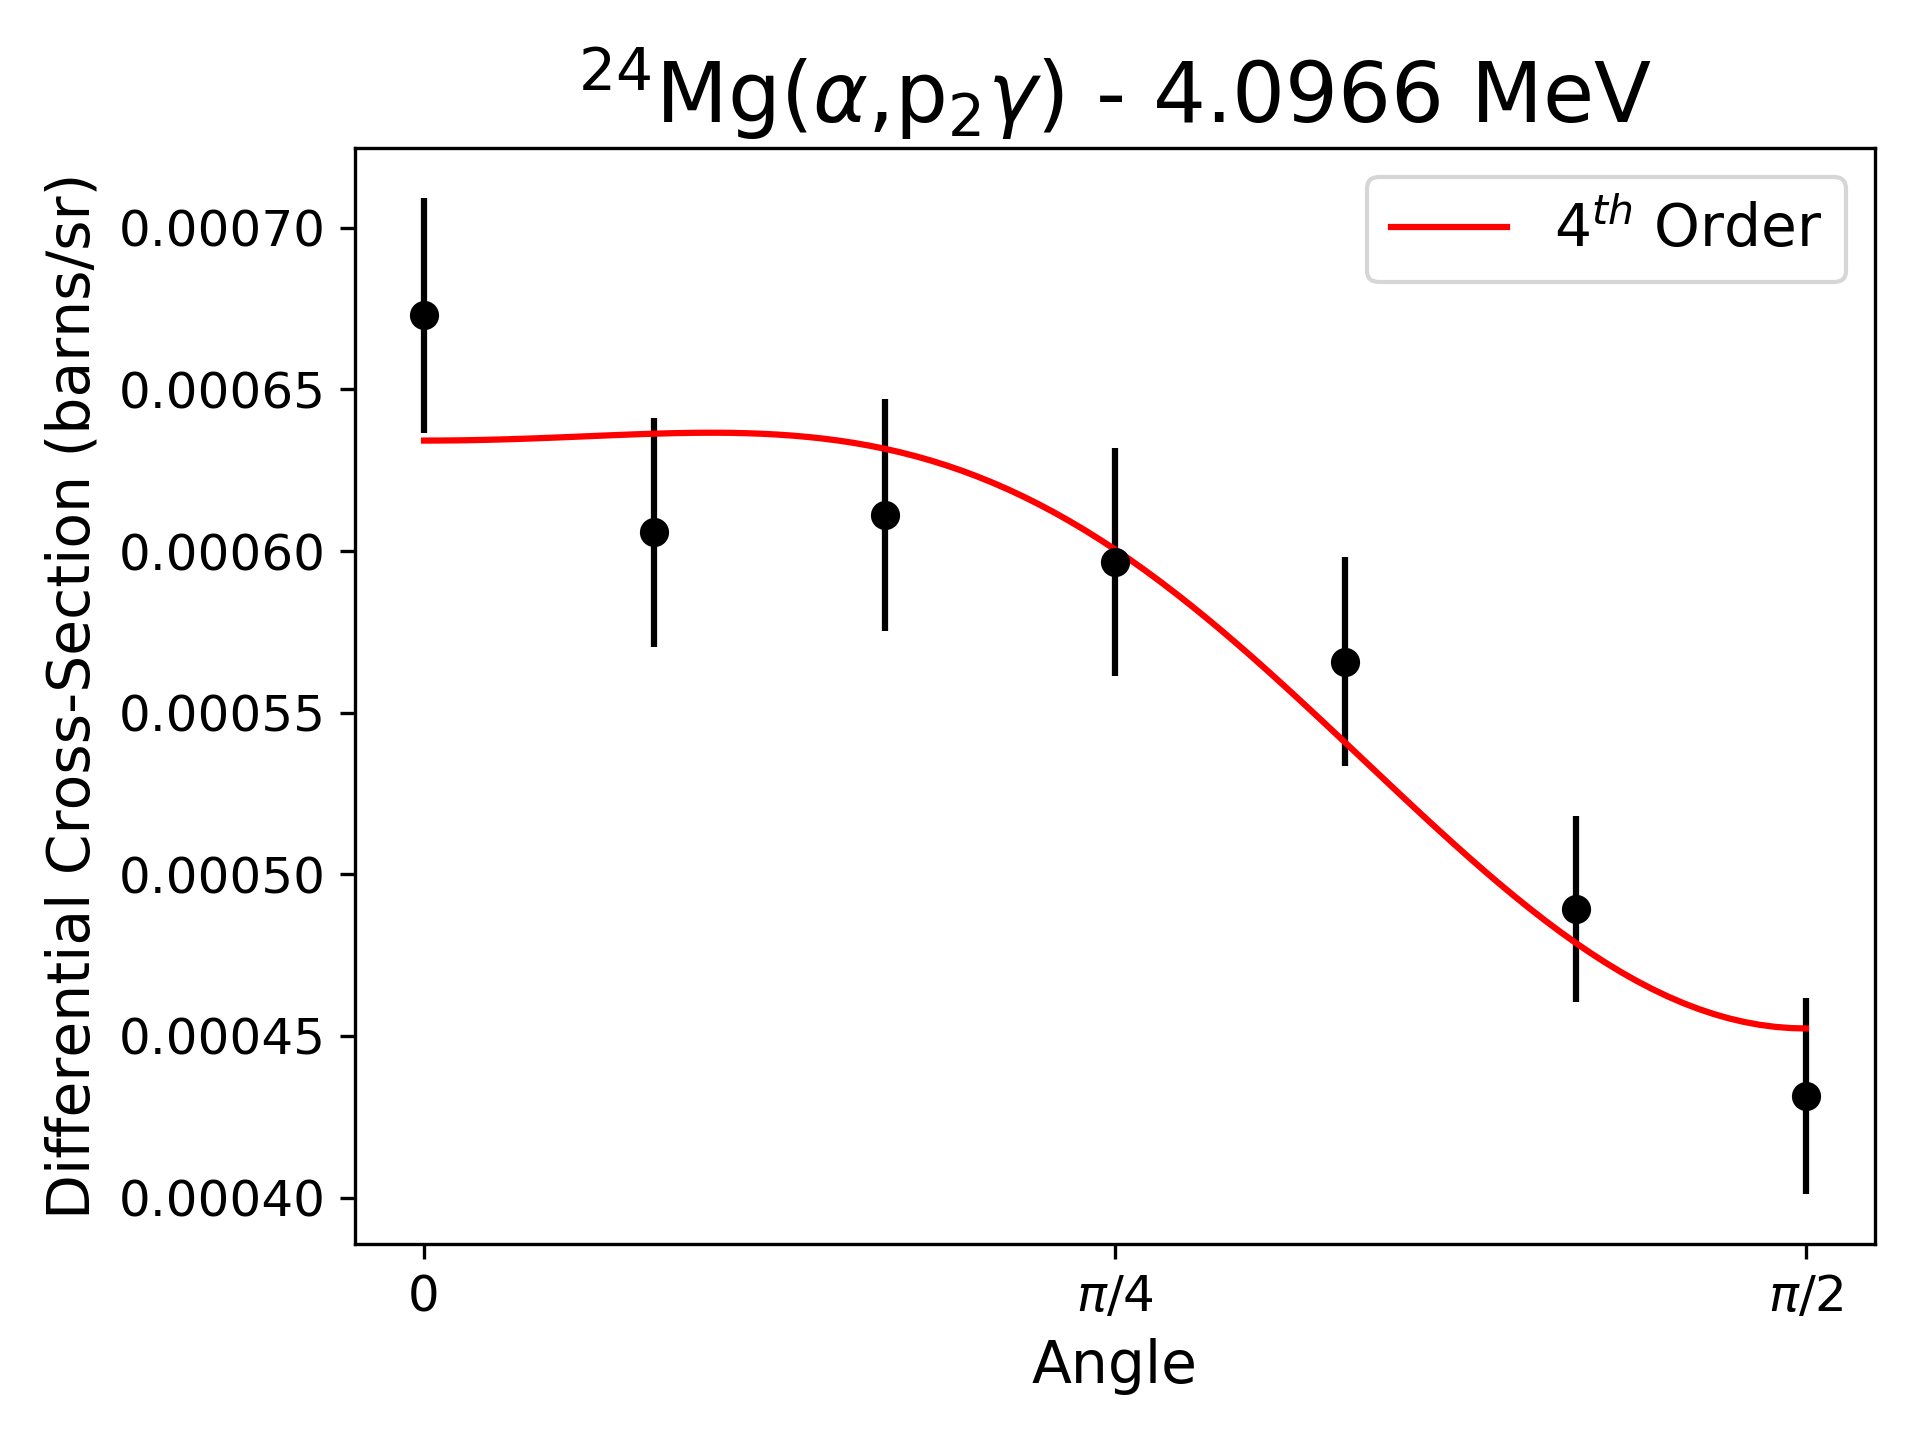 ²⁴Mg(α,p₂γ) - 4.0966 MeV
4ᵗʰ Order
Differential Cross-Section (barns/sr)
0.00070
0.00065
0.00060
0.00055
0.00050
0.00045
0.00040
0 π/4 π/2
Angle